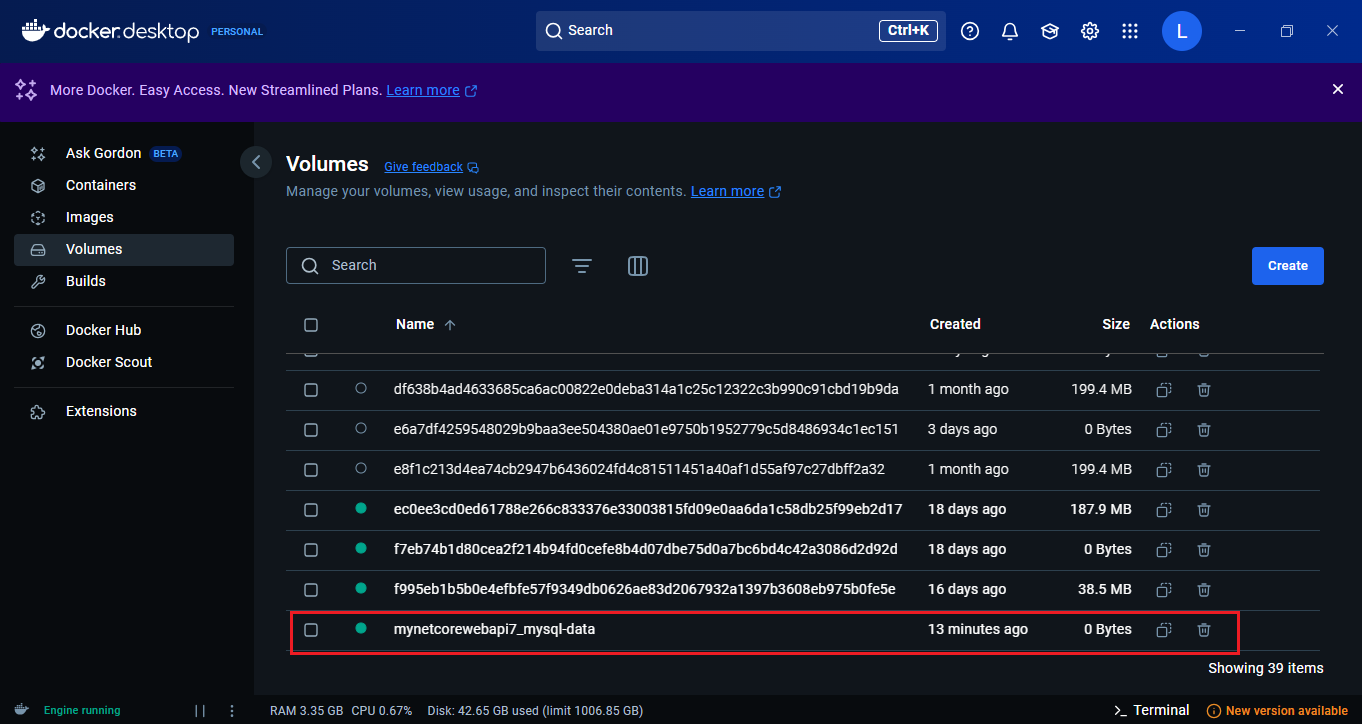 docker.desktop PERSONAL Search Ctrl+K L
More Docker. Easy Access. New Streamlined Plans. Learn more
Ask Gordon BETA
Containers
Images
Volumes
Builds
Docker Hub
Docker Scout
Extensions
Volumes Give feedback
Manage your volumes, view usage, and inspect their contents. Learn more
Search
Create
Name Created Size Actions
df638b4ad4633685ca6ac00822e0deba314a1c25c12322c3b990c91cbd19b9da 1 month ago 199.4 MB
e6a7df4259548029b9baa3ee504380ae01e9750b1952779c5d8486934c1ec151 3 days ago 0 Bytes
e8f1c213d4ea74cb2947b6436024fd4c81511451a40af1d55af97c27dbff2a32 1 month ago 199.4 MB
ec0ee3cd0ed61788e266c833376e33003815fd09e0aa6da1c58db25f99eb2d17 18 days ago 187.9 MB
f7eb74b1d80cea2f214b94fd0cefe8b4d07dbe75d0a7bc6bd4c42a3086d2d92d 18 days ago 0 Bytes
f995eb1b5b0e4efbfe57f9349db0626ae83d2067932a1397b3608eb975b0fe5e 16 days ago 38.5 MB
mynetcorewebapi7_mysql-data 13 minutes ago 0 Bytes
Showing 39 items
Engine running RAM 3.35 GB CPU 0.67% Disk: 42.65 GB used (limit 1006.85 GB) Terminal New version available